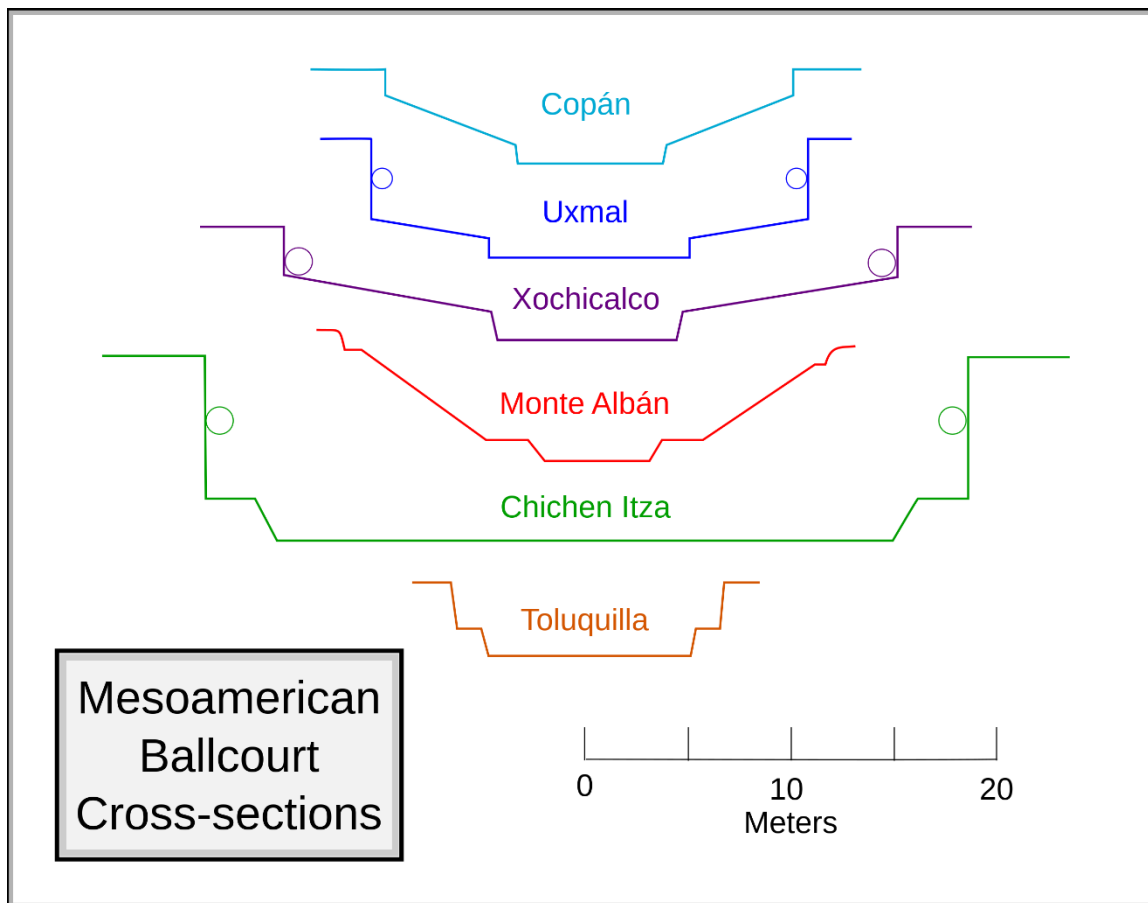 Copán
Uxmal
Xochicalco
Monte Albán
Chichen Itza
Toluquilla
Mesoamerican
Ballcourt
Cross-sections
0 10 20
Meters